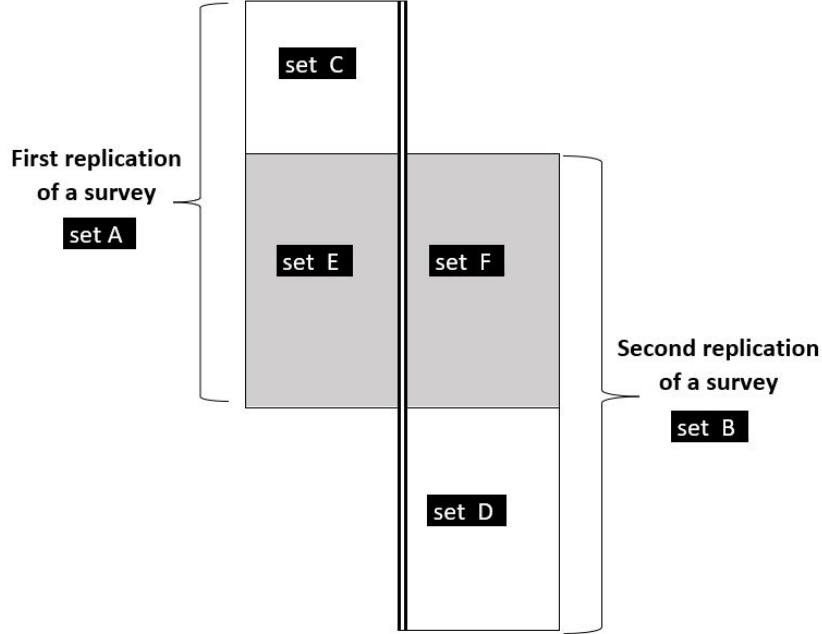 set C
First replication
of a survey
set A
set E
set F
Second replication
of a survey
set B
set D